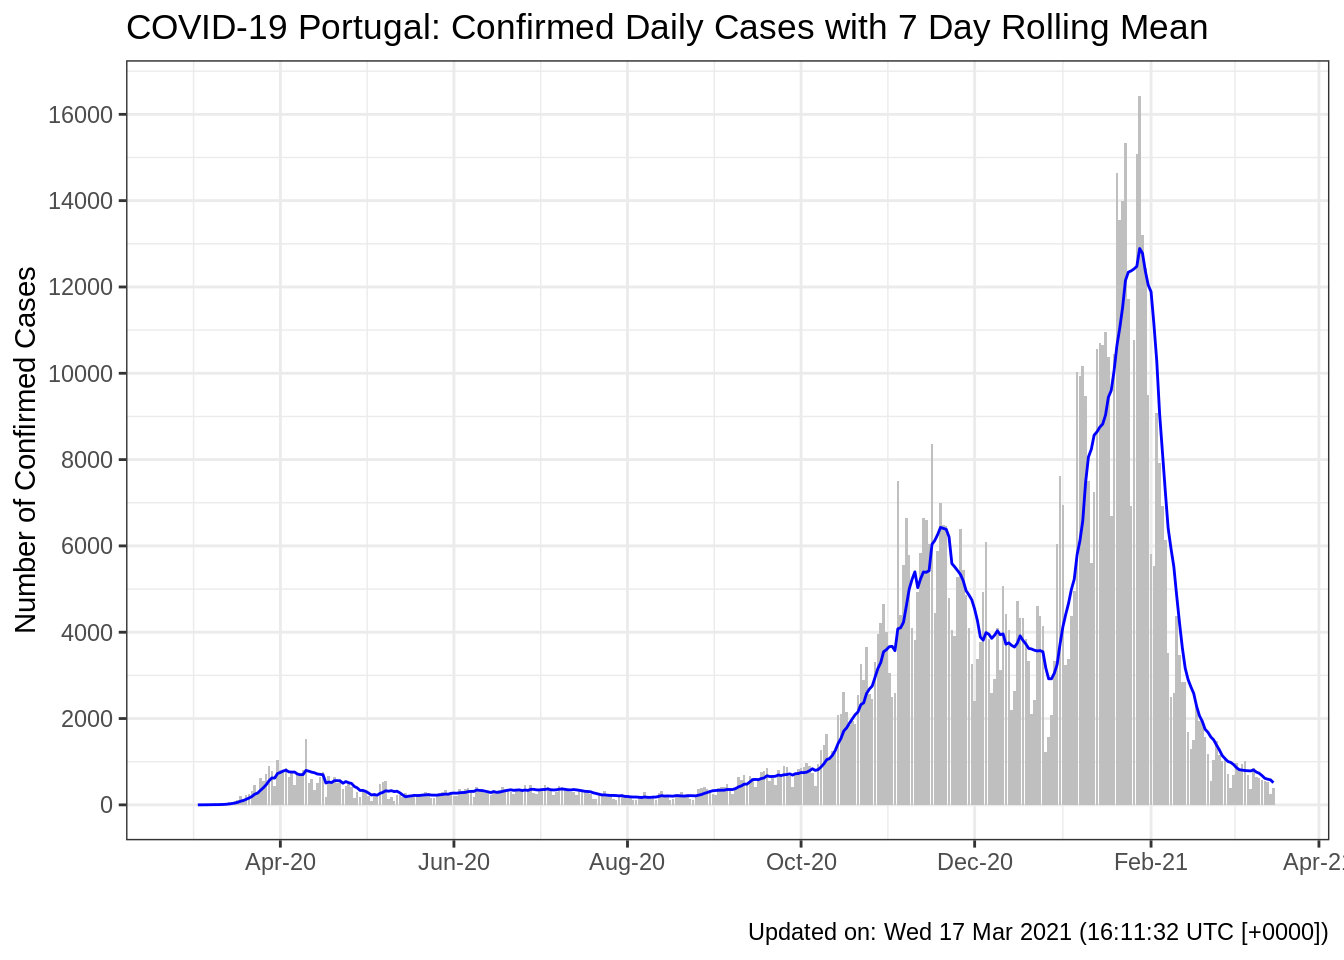 COVID-19 Portugal: Confirmed Daily Cases with 7 Day Rolling Mean
Number of Confirmed Cases
16000
14000
12000
10000
8000
6000
4000
2000
0
Apr-20 Jun-20 Aug-20 Oct-20 Dec-20 Feb-21 Apr-21
Updated on: Wed 17 Mar 2021 (16:11:32 UTC [+0000])